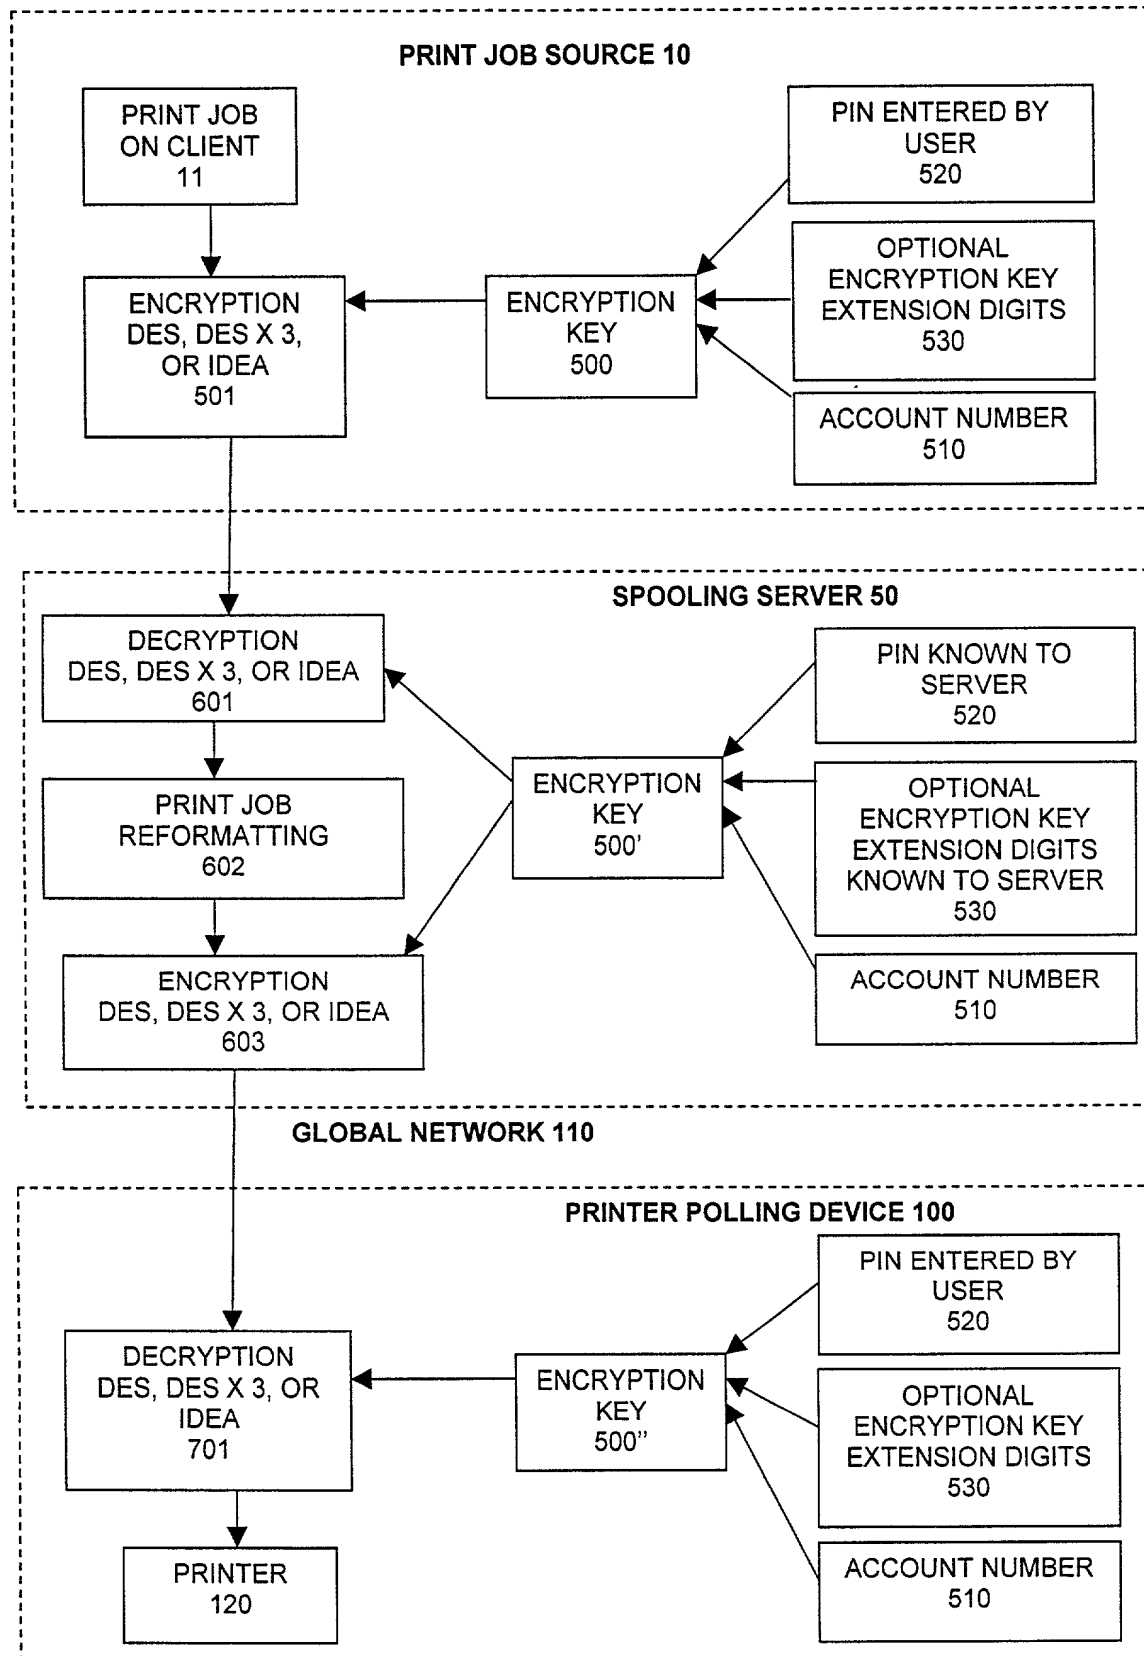 PRINT JOB SOURCE 10
PRINT JOB
ON CLIENT
11
PIN ENTERED BY
USER
520
ENCRYPTION
DES, DES X 3,
OR IDEA
501
ENCRYPTION
KEY
500
OPTIONAL
ENCRYPTION KEY
EXTENSION DIGITS
530
ACCOUNT NUMBER
510
SPOOLING SERVER 50
DECRYPTION
DES, DES X 3, OR IDEA
601
PIN KNOWN TO
SERVER
520
PRINT JOB
REFORMATTING
602
ENCRYPTION
KEY
500'
OPTIONAL
ENCRYPTION KEY
EXTENSION DIGITS
KNOWN TO SERVER
530
ENCRYPTION
DES, DES X 3, OR IDEA
603
ACCOUNT NUMBER
510
GLOBAL NETWORK 110
PRINTER POLLING DEVICE 100
PIN ENTERED BY
USER
520
DECRYPTION
DES, DES X 3, OR
IDEA
701
ENCRYPTION
KEY
500"
OPTIONAL
ENCRYPTION KEY
EXTENSION DIGITS
530
PRINTER
120
ACCOUNT NUMBER
510